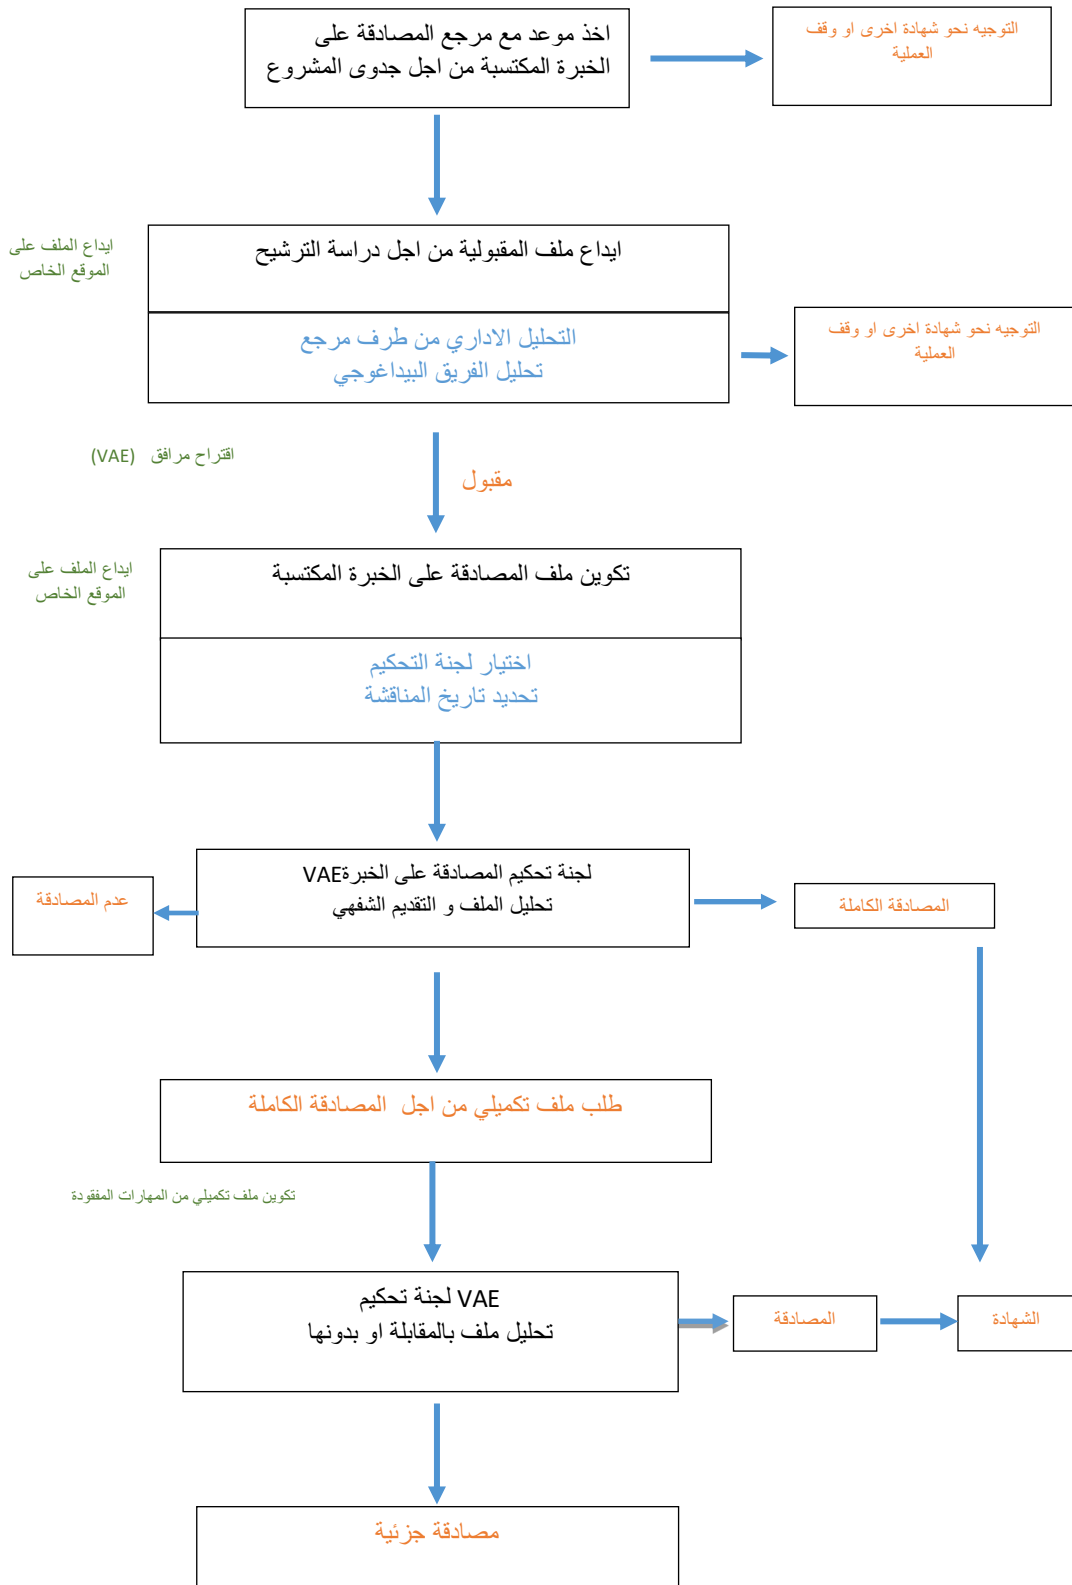 اخذ موعد مع مرجع المصادقة على
الخبرة المكتسبة من اجل جدوى المشروع
التوجيه نحو شهادة اخرى او وقف
العملية
ايداع الملف على
الموقع الخاص
ايداع ملف المقبولية من اجل دراسة الترشيح
التحليل الاداري من طرف مرجع
تحليل الفريق البيداغوجي
التوجيه نحو شهادة اخرى او وقف
العملية
اقتراح مرافق (VAE)
مقبول
ايداع الملف على
الموقع الخاص
تكوين ملف المصادقة على الخبرة المكتسبة
اختيار لجنة التحكيم
تحديد تاريخ المناقشة
لجنة تحكيم المصادقة على الخبرةVAE
تحليل الملف و التقديم الشفهي
المصادقة الكاملة
عدم المصادقة
طلب ملف تكميلي من اجل المصادقة الكاملة
تكوين ملف تكميلي من المهارات المفقودة
VAE لجنة تحكيم
تحليل ملف بالمقابلة او بدونها
المصادقة
الشهادة
مصادقة جزئية